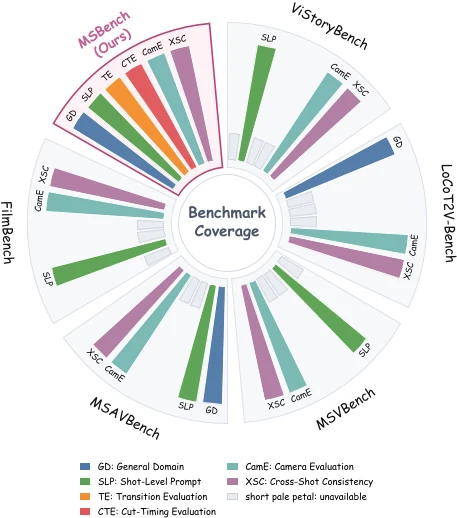 MSBench
(Ours)
GD
SLP
TE
CTE
CamE
XSC
ViStoryBench
SLP
CamE
XSC
LoCoT2V-Bench
GD
CamE
XSC
MSVBench
SLP
CamE
XSC
MSAVBench
GD
SLP
CamE
XSC
FilmBench
SLP
CamE
XSC
Benchmark
Coverage
GD: General Domain
SLP: Shot-Level Prompt
TE: Transition Evaluation
CTE: Cut-Timing Evaluation
CamE: Camera Evaluation
XSC: Cross-Shot Consistency
short pale petal: unavailable